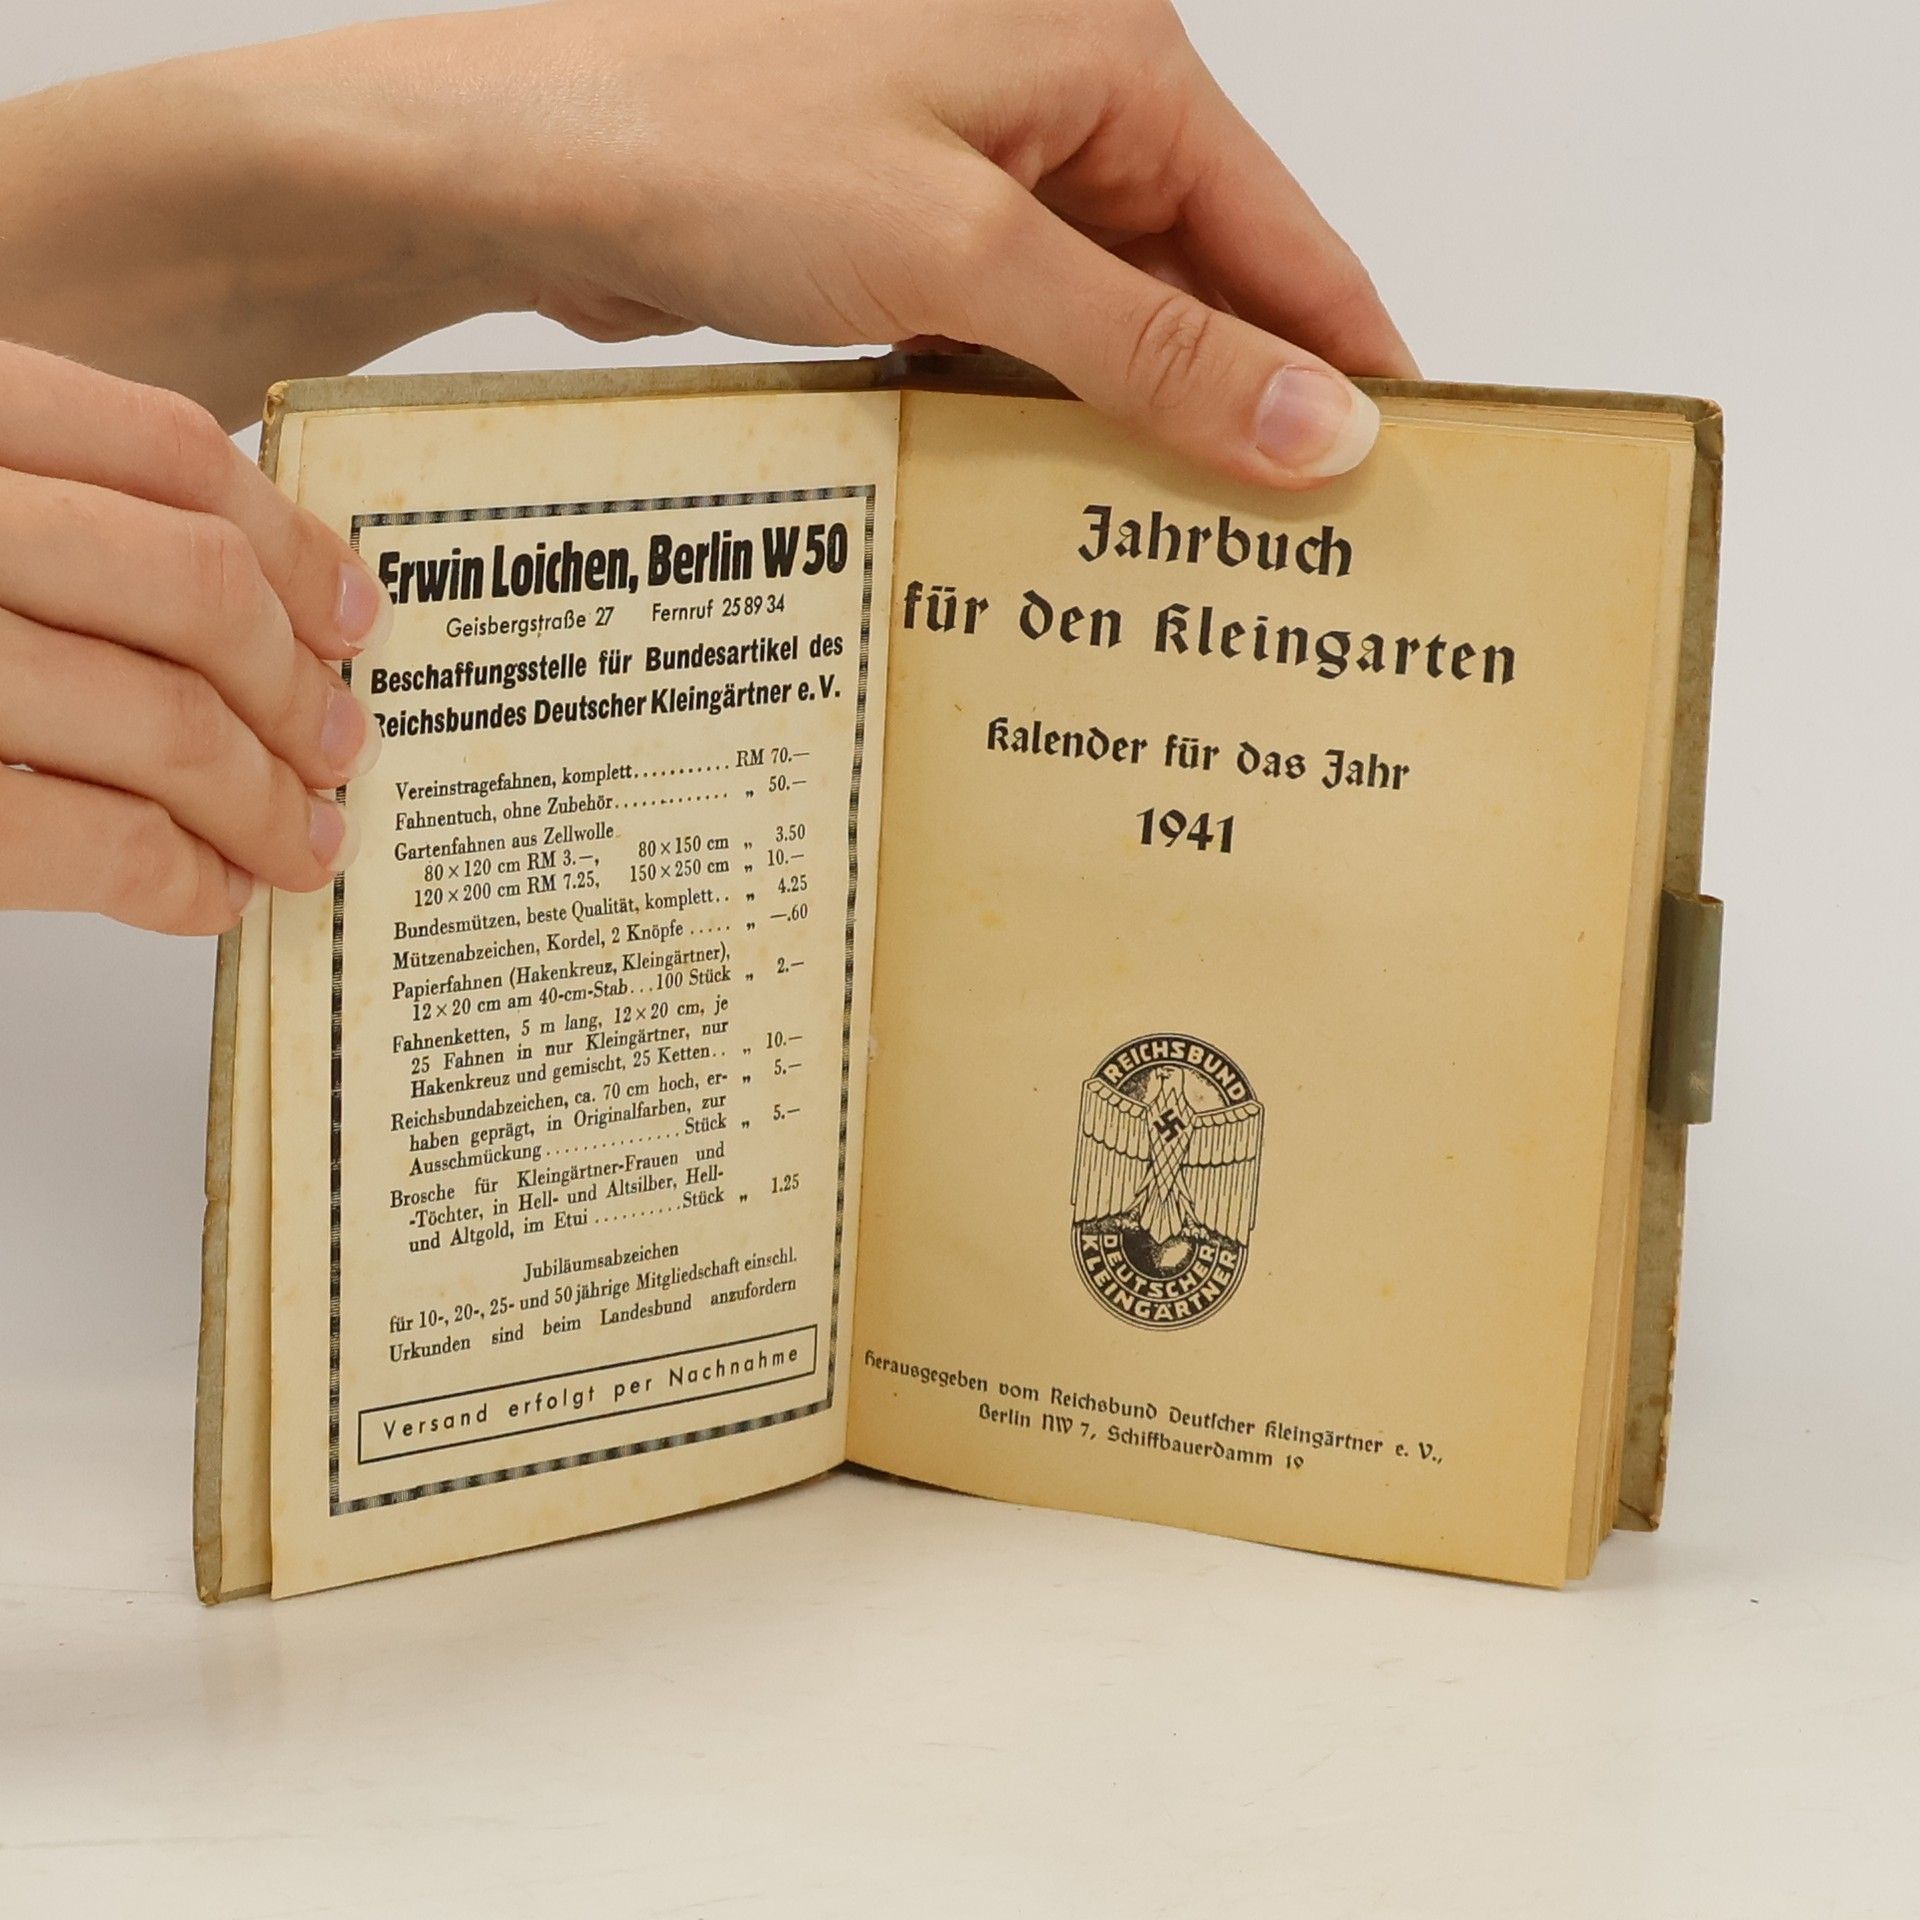 Erwin Loichen, Berlin W 50
Geisbergstraße 27 Fernruf 25 89 34
Beschaffungsstelle für Bundesartikel des
Reichsbundes Deutscher Kleingärtner e. V.
Vereinstragefahnen, komplett........... RM 70.—
Fahnentuch, ohne Zubehör............. „ 50.—
Gartenfahnen aus Zellwolle
80 × 120 cm RM 3.—, 80 × 150 cm „ 3.50
120 × 200 cm RM 7.25, 150 × 250 cm „ 10.—
Bundesmützen, beste Qualität, komplett.. „ 4.25
Mützenabzeichen, Kordel, 2 Knöpfe ..... „ —.60
Papierfahnen (Hakenkreuz, Kleingärtner),
12 × 20 cm am 40-cm-Stab...100 Stück „ 2.—
Fahnenketten, 5 m lang, 12 × 20 cm, je
25 Fahnen in nur Kleingärtner, nur
Hakenkreuz und gemischt, 25 Ketten.. „ 10.—
Reichsbundabzeichen, ca. 70 cm hoch, er- „ 5.—
haben geprägt, in Originalfarben, zur
Ausschmückung.............. Stück „ 5.—
Brosche für Kleingärtner-Frauen und
-Töchter, in Hell- und Altsilber, Hell-
und Altgold, im Etui ..........Stück „ 1.25
Jubiläumsabzeichen
für 10-, 20-, 25- und 50 jährige Mitgliedschaft einschl.
Urkunden sind beim Landesbund anzufordern
Versand erfolgt per Nachnahme
Jahrbuch
für den Kleingarten
Kalender für das Jahr
1941
REICHSBUND
DEUTSCHER
KLEINGÄRTNER
Herausgegeben vom Reichsbund Deutscher Kleingärtner e. V.,
Berlin NW 7, Schiffbauerdamm 19